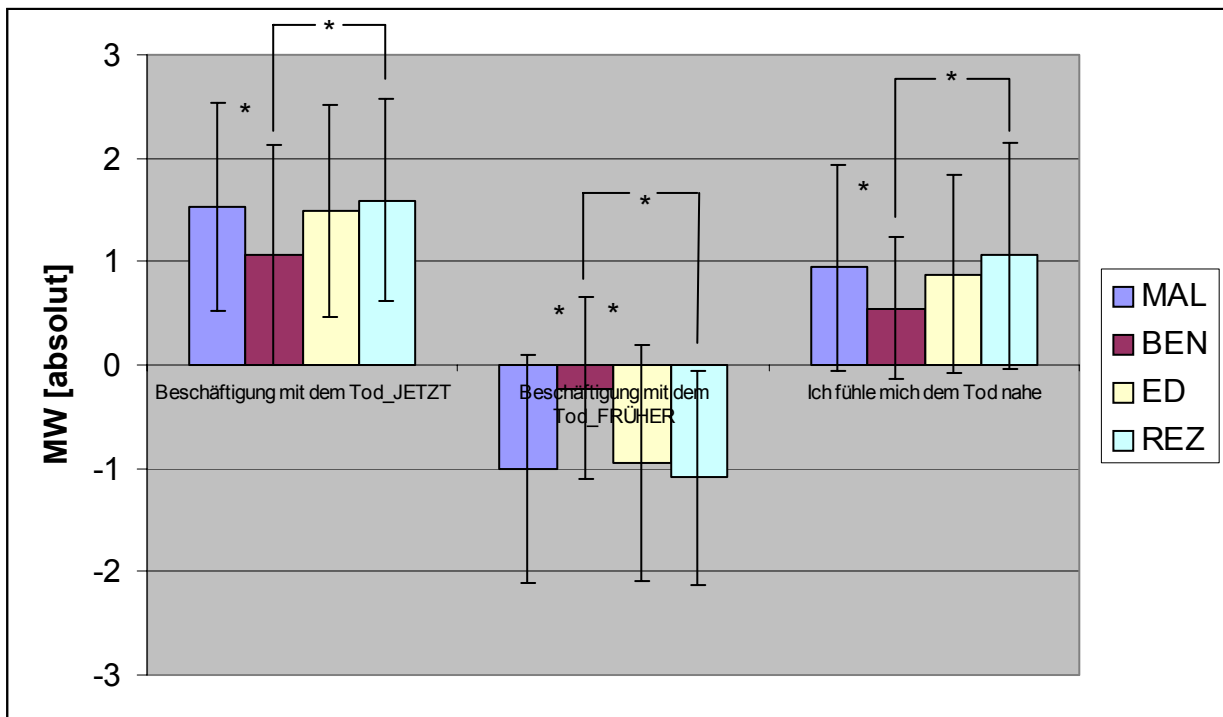 MW [absolut]
3
2
1
0
-1
-2
-3
*
*
*
*
*
*
*
Beschäftigung mit dem Tod_JETZT
Beschäftigung mit dem
Tod_FRÜHER
Ich fühle mich dem Tod nahe
MAL
BEN
ED
REZ